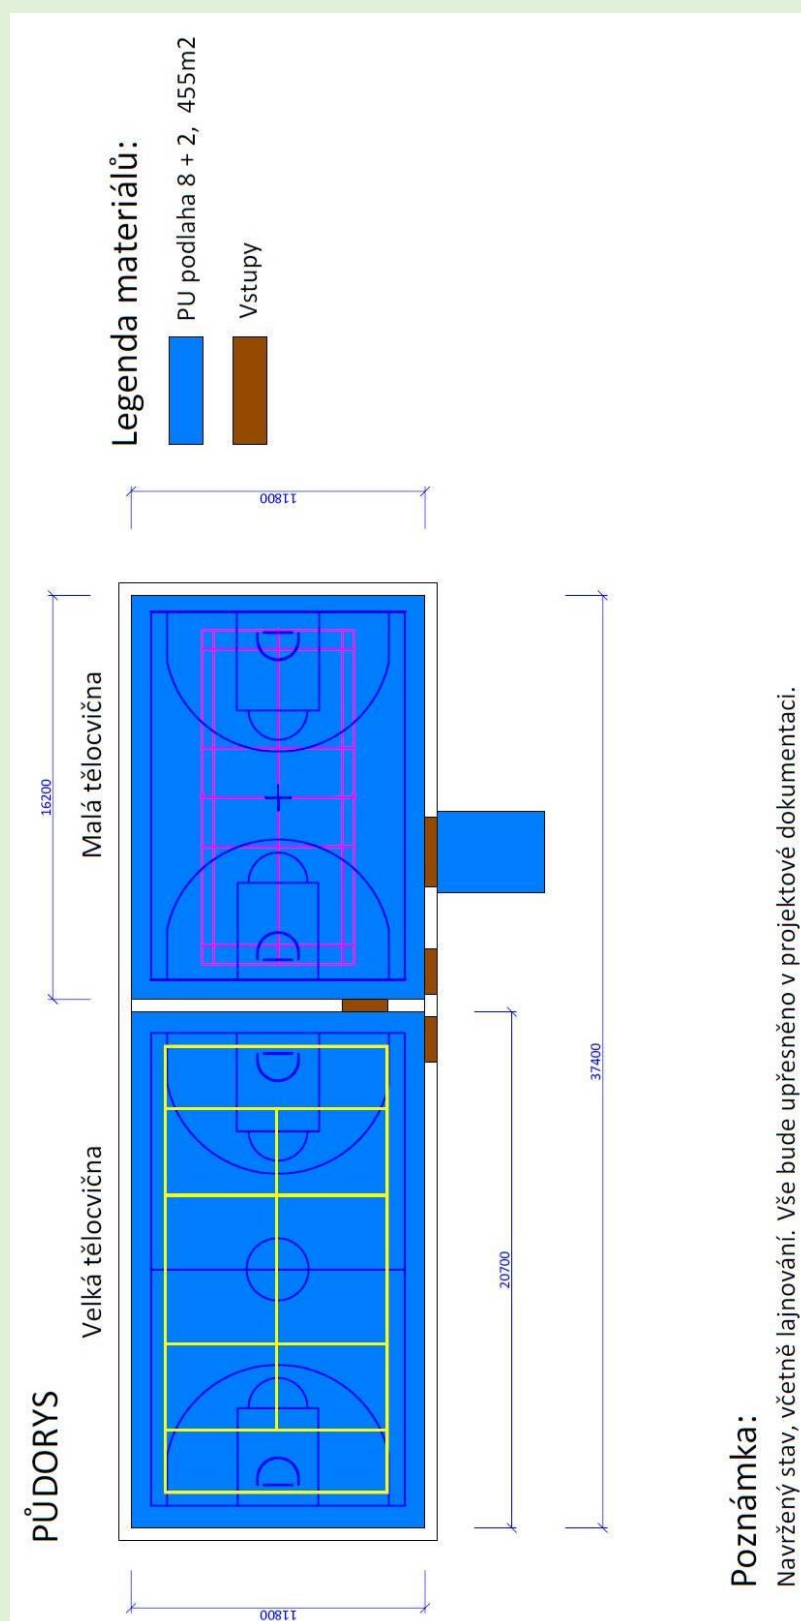 PŮDORYS
Velká tělocvična
Malá tělocvična
16200
11800
11800
20700
37400
Legenda materiálů:
PU podlaha 8 + 2, 455m2
Vstupy
Poznámka:
Navržený stav, včetně lajnování. Vše bude upřesněno v projektové dokumentaci.